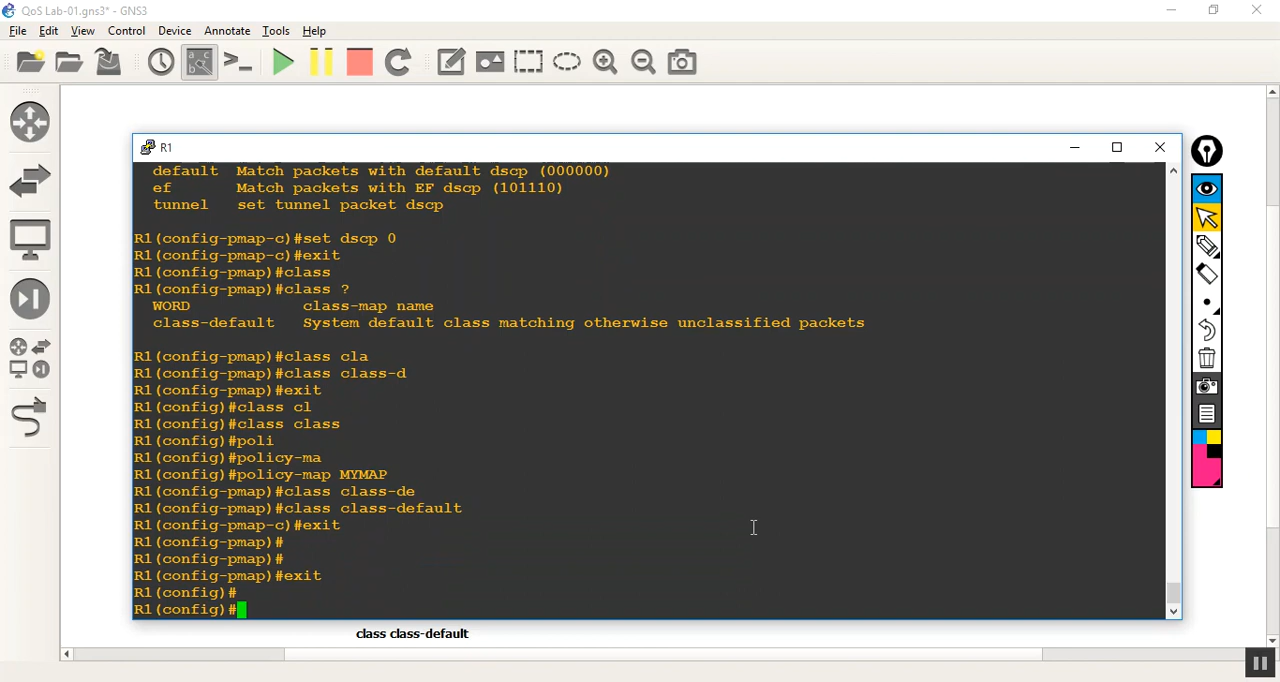 QoS Lab-01.gns3* - GNS3
File Edit View Control Device Annotate Tools Help
R1
default Match packets with default dscp (000000)
ef Match packets with EF dscp (101110)
tunnel set tunnel packet dscp
R1(config-pmap-c)#set dscp 0
R1(config-pmap-c)#exit
R1(config-pmap)#class
R1(config-pmap)#class ?
WORD class-map name
class-default System default class matching otherwise unclassified packets
R1(config-pmap)#class cla
R1(config-pmap)#class class-d
R1(config-pmap)#exit
R1(config)#class cl
R1(config)#class class
R1(config)#poli
R1(config)#policy-ma
R1(config)#policy-map MYMAP
R1(config-pmap)#class class-de
R1(config-pmap)#class class-default
R1(config-pmap-c)#exit
R1(config-pmap)#
R1(config-pmap)#
R1(config-pmap)#exit
R1(config)#
R1(config)#
class class-default